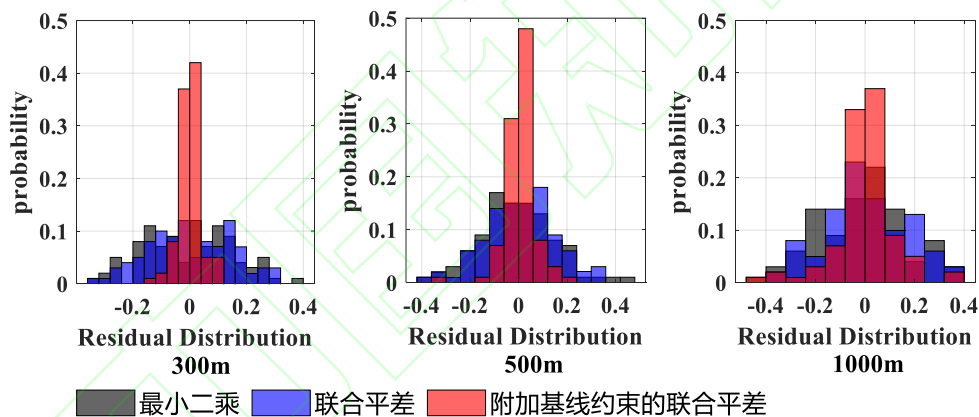 probability
0.5
0.4
0.3
0.2
0.1
0
-0.2 0 0.2 0.4
Residual Distribution
300m
probability
0.5
0.4
0.3
0.2
0.1
0
-0.4 -0.2 0 0.2 0.4
Residual Distribution
500m
probability
0.5
0.4
0.3
0.2
0.1
0
-0.4 -0.2 0 0.2 0.4
Residual Distribution
1000m
最小二乘 联合平差 附加基线约束的联合平差